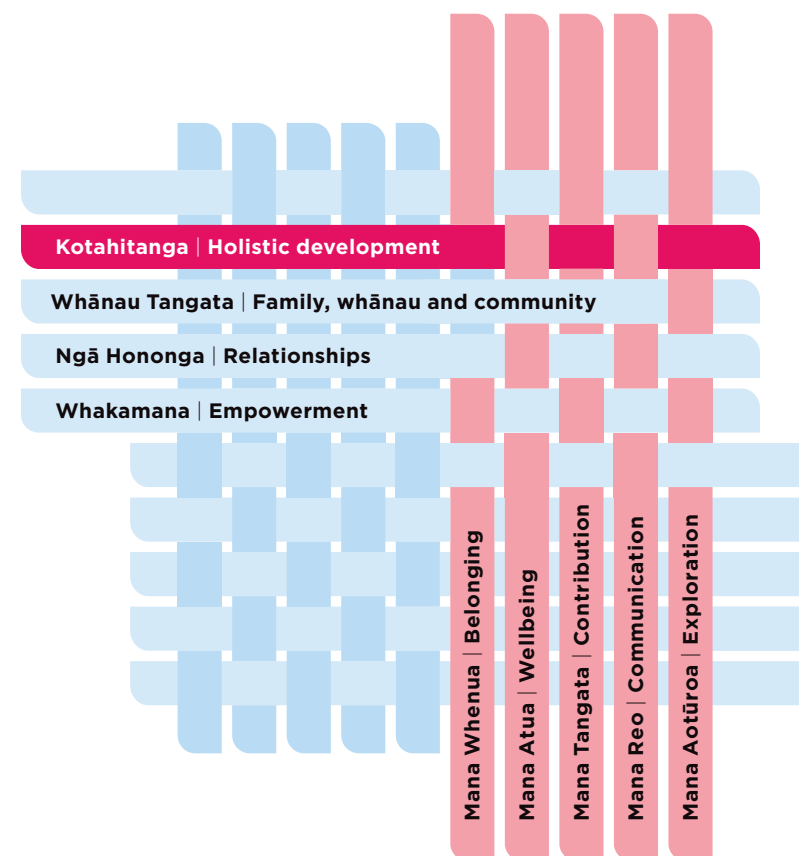 Kotahitanga | Holistic development
Whānau Tangata | Family, whānau and community
Ngā Hononga | Relationships
Whakamana | Empowerment
Mana Whenua | Belonging
Mana Atua | Wellbeing
Mana Tangata | Contribution
Mana Reo | Communication
Mana Aotūroa | Exploration